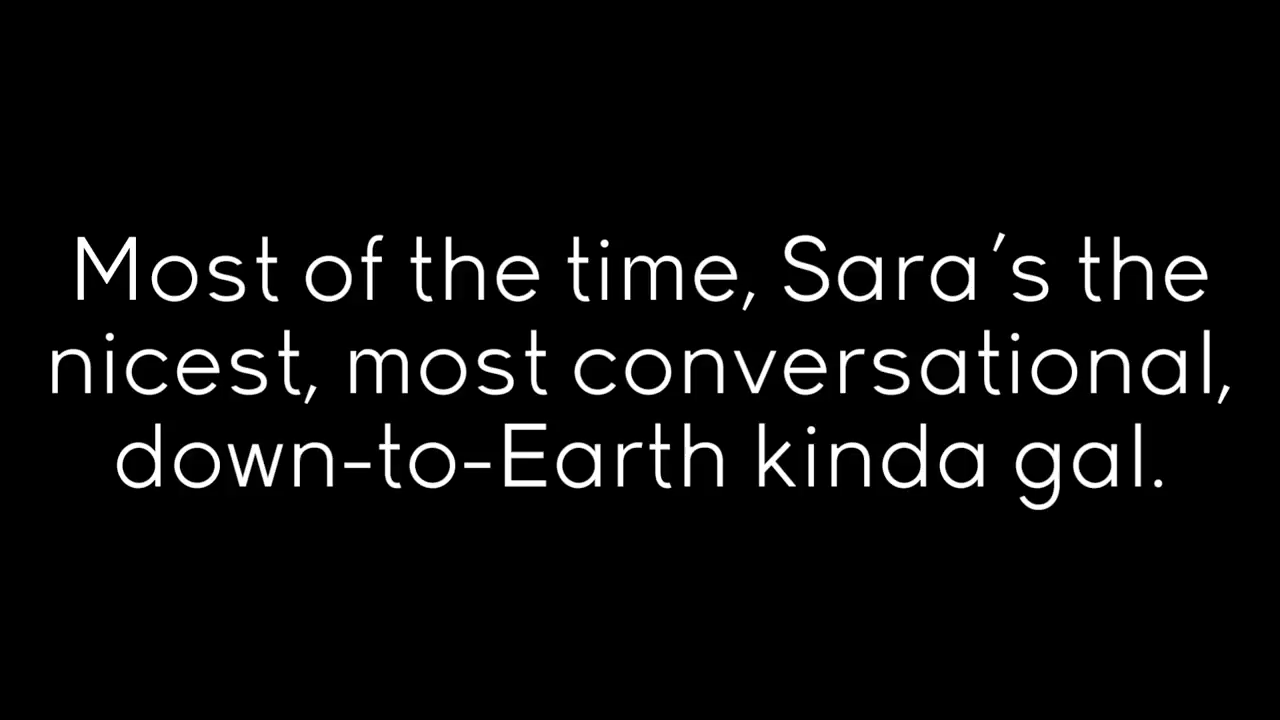 Most of the time, Sara's the
nicest, most conversational,
down-to-Earth kinda gal.